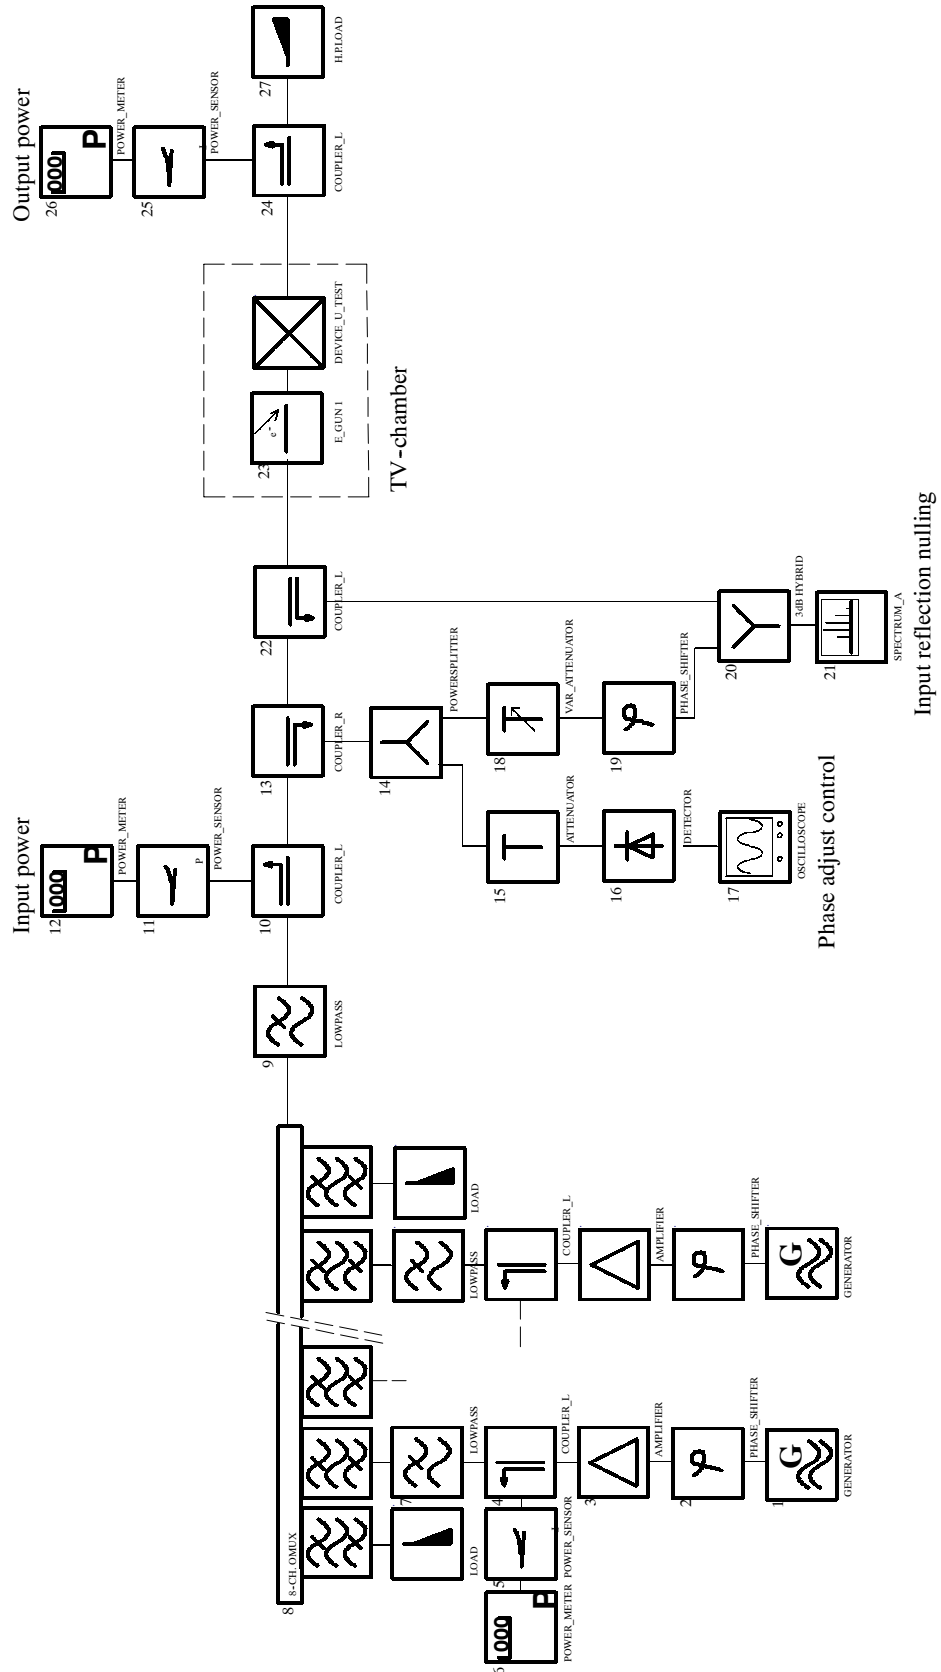 8
8-CH_OMUX
LOAD
6
POWER_METER
P
000
5
POWER_SENSOR
7
LOWPASS
4
COUPLER_L
3
AMPLIFIER
2
PHASE_SHIFTER
1
G
GENERATOR
LOWPASS
COUPLER_L
AMPLIFIER
PHASE_SHIFTER
G
GENERATOR
LOAD
9
LOWPASS
Input power
12
000
P
POWER_METER
11
P
POWER_SENSOR
10
COUPLER_L
13
COUPLER_R
14
POWERSPLITTER
15
ATTENUATOR
16
DETECTOR
17
OSCILLOSCOPE
Phase adjust control
18
VAR_ATTENUATOR
19
PHASE_SHIFTER
20
3dB HYBRID
21
SPECTRUM_A
Input reflection nulling
22
COUPLER_L
23
e-
E_GUN 1
DEVICE_U_TEST
TV-chamber
Output power
26
000
P
POWER_METER
25
POWER_SENSOR
24
COUPLER_L
27
H.P.LOAD